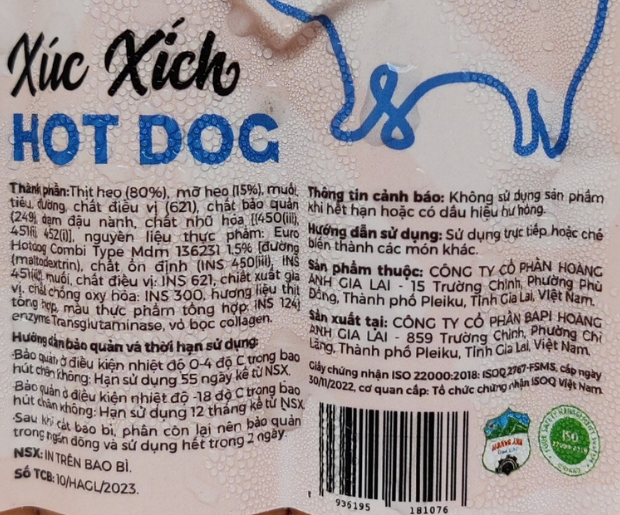 Xúc Xích
HOT DOG
Thành phần: Thịt heo (80%), mỡ heo (15%), muối,
tiêu, đường, chất điều vị (621), chất bảo quản
(249), đạm đậu nành, chất nhũ hóa [(450(iii),
451(i), 452(i)], nguyên liệu thực phẩm: Euro
Hotdog Combi Type Mdm 136231 1,5% [đường
(maltodextrin), chất ổn định (INS 450(iii), INS
451(i)), muối, chất điều vị: INS 621, chiết xuất gia
vị, chất chống oxy hóa: INS 300, hương liệu thịt
tổng hợp, màu thực phẩm tổng hợp: INS 124]
enzyme Transglutaminase, vỏ bọc collagen.
Hướng dẫn bảo quản và thời hạn sử dụng:
-Bảo quản ở điều kiện nhiệt độ 0-4 độ C trong bao
hút chân không: Hạn sử dụng 55 ngày kể từ NSX.
-Bảo quản ở điều kiện nhiệt độ -18 độ C trong bao
hút chân không: Hạn sử dụng 12 tháng kể từ NSX
-Sau khi cắt bao bì, phần còn lại nên bảo quản
trong ngăn đông và sử dụng hết trong 2 ngày.
NSX: IN TRÊN BAO BÌ.
Số TCB: 10/HAGL/2023.
Thông tin cảnh báo: Không sử dụng sản phẩm
khi hết hạn hoặc có dấu hiệu hư hỏng.
Hướng dẫn sử dụng: Sử dụng trực tiếp hoặc chế
biến thành các món khác.
Sản phẩm thuộc: CÔNG TY CỔ PHẦN HOÀNG
ANH GIA LAI - 15 Trường Chinh, Phường Phù
Đổng, Thành phố Pleiku, Tỉnh Gia Lai, Việt Nam.
Sản xuất tại: CÔNG TY CỔ PHẦN BAPI HOÀNG
ANH GIA LAI - 859 Trường Chinh, Phường Chi
Lăng, Thành phố Pleiku, Tỉnh Gia Lai, Việt Nam
Giấy chứng nhận ISO 22000:2018: ISOQ.2767-FSMS, cấp ngày
30/11/2022, cơ quan cấp: Tổ chức chứng nhận ISOQ Việt Nam.
HOANG ANH
GIA LAI
ISO
22000:2018
8 936195 181076